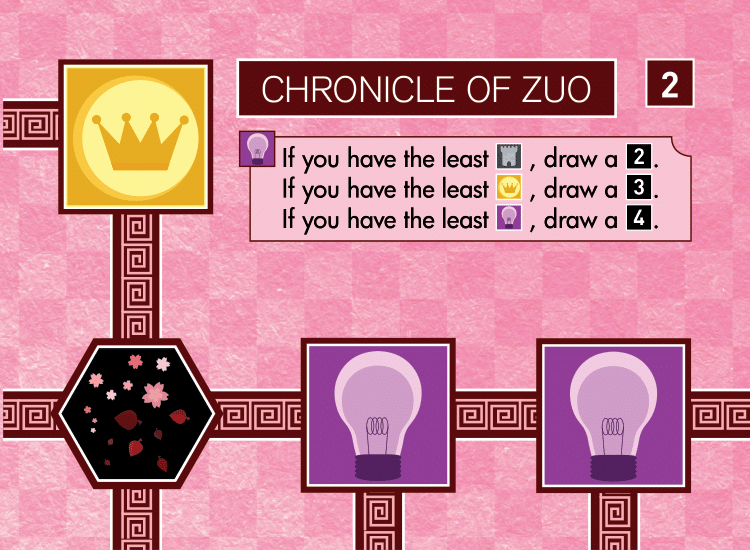 CHRONICLE OF ZUO
2
If you have the least , draw a 2.
If you have the least , draw a 3.
If you have the least , draw a 4.